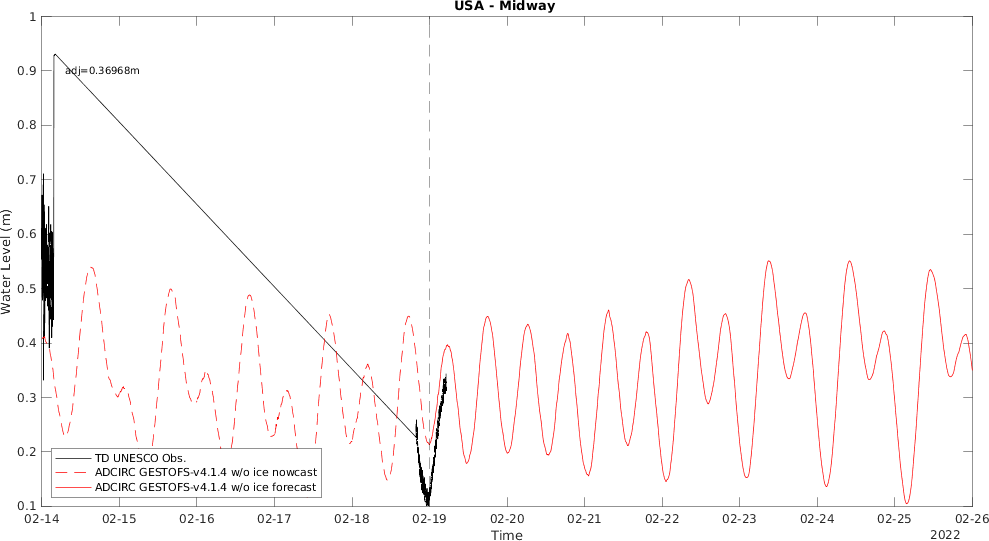 USA - Midway
1
0.9
0.8
0.7
0.6
0.5
0.4
0.3
0.2
0.1
Water Level (m)
adj=0.36968m
TD UNESCO Obs.
ADCIRC GESTOFS-v4.1.4 w/o ice nowcast
ADCIRC GESTOFS-v4.1.4 w/o ice forecast
02-14 02-15 02-16 02-17 02-18 02-19 02-20 02-21 02-22 02-23 02-24 02-25 02-26
Time
2022